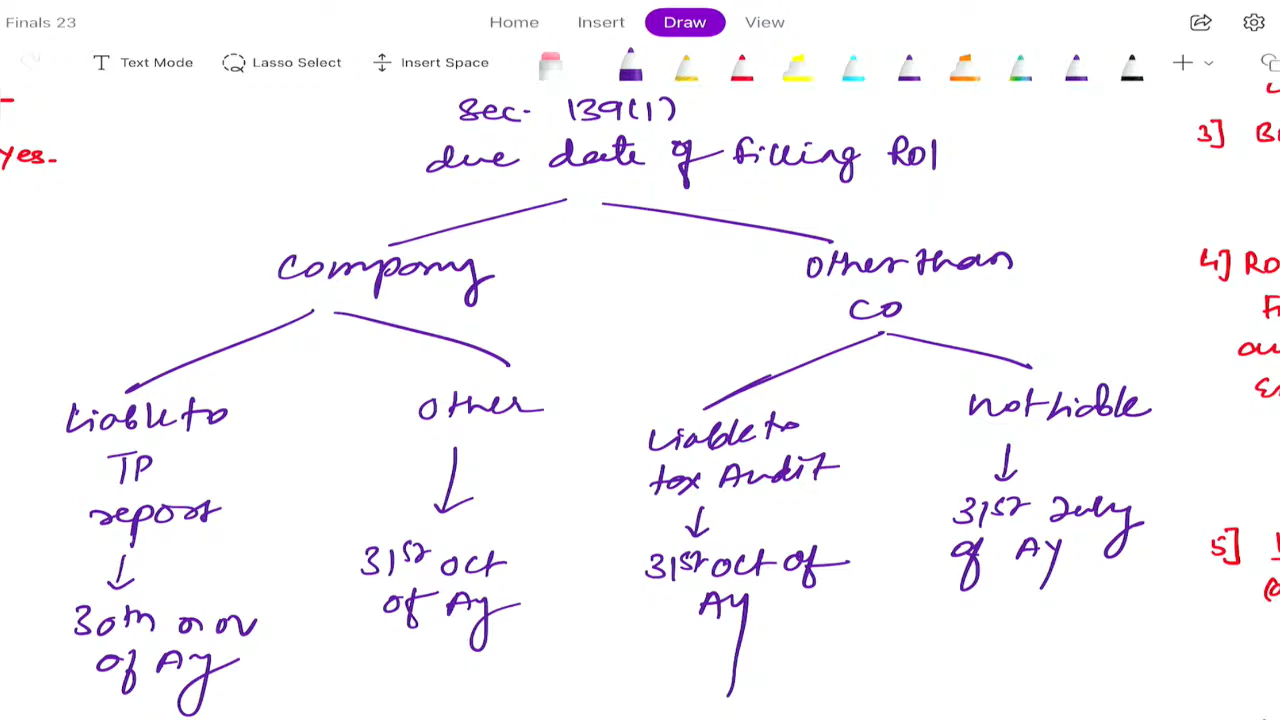 Finals 23
Home Insert Draw View
Text Mode Lasso Select Insert Space
Sec. 139(1)
due date of filling ROI
Yes.
3]
Company
Other than
CO
4] RO
Liable to
TP
report
30th nov
of Ay
Other
31st oct
of Ay
Liable to
tax Audit
31st oct of
AY
not liable
31st July
of AY
5]